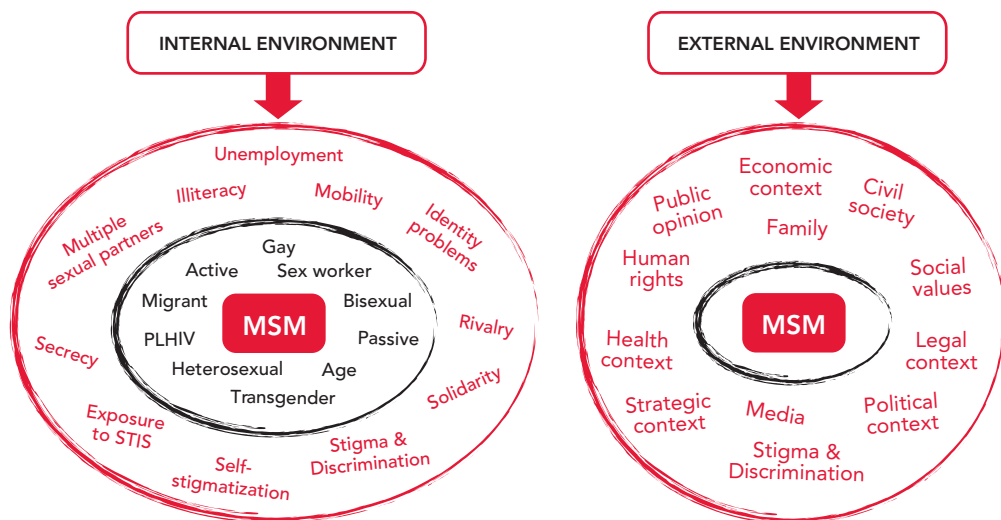 INTERNAL ENVIRONMENT
Unemployment
Illiteracy
Mobility
Multiple
sexual partners
Identity
problems
Gay
Active
Sex worker
Migrant
MSM
Bisexual
PLHIV
Passive
Heterosexual
Age
Transgender
Rivalry
Secrecy
Solidarity
Exposure
to STIS
Self-
stigmatization
Stigma &
Discrimination
EXTERNAL ENVIRONMENT
Economic
context
Public
opinion
Civil
society
Family
Human
rights
Social
values
MSM
Health
context
Legal
context
Strategic
context
Media
Political
context
Stigma &
Discrimination